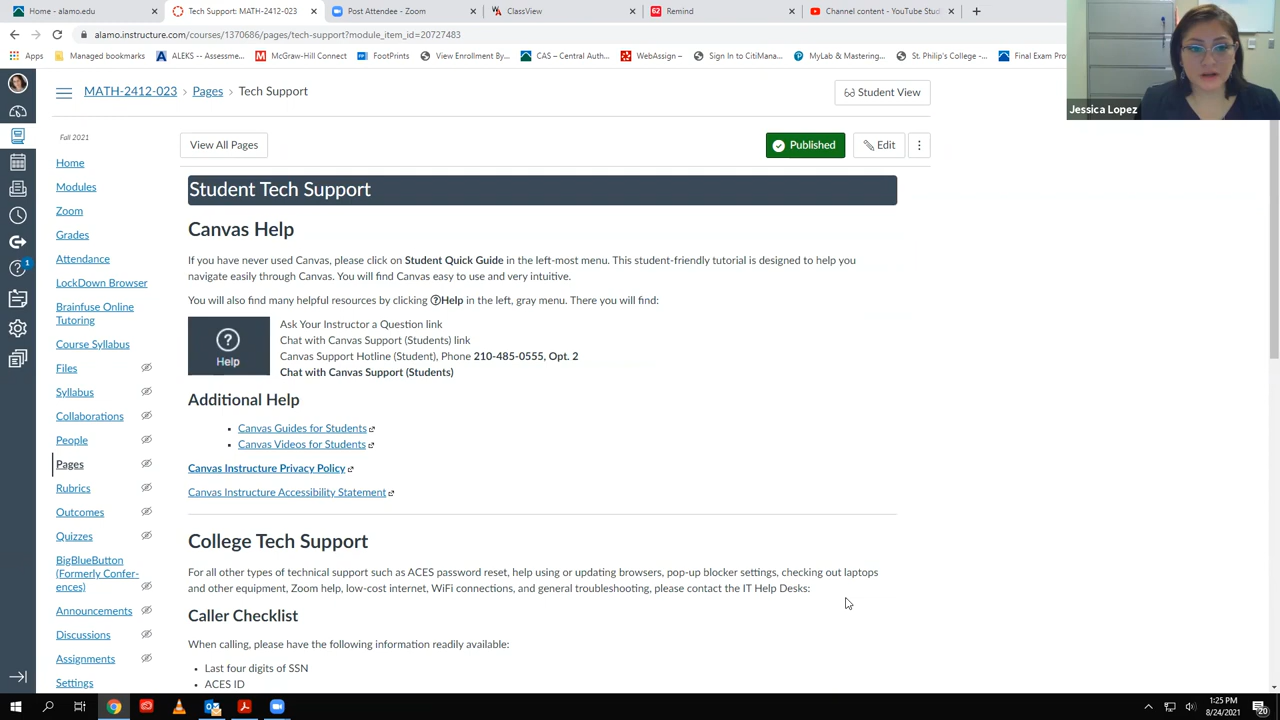 Home - alamo.edu
Tech Support: MATH-2412-023
Post Attendee - Zoom
ClassView
Remind
Channel content - YouTube Stud
alamo.instructure.com/courses/1370686/pages/tech-support?module_item_id=20727483
Apps
Managed bookmarks
ALEKS -- Assessme...
McGraw-Hill Connect
FootPrints
View Enrollment By...
CAS – Central Auth...
WebAssign –
Sign In to CitiMana...
MyLab & Mastering...
St. Philip's College -...
Final Exam Pro
Jessica Lopez
MATH-2412-023 > Pages > Tech Support
Student View
Fall 2021
Home
Modules
Zoom
Grades
Attendance
LockDown Browser
Brainfuse Online
Tutoring
Course Syllabus
Files
Syllabus
Collaborations
People
Pages
Rubrics
Outcomes
Quizzes
BigBlueButton
(Formerly Confer-
ences)
Announcements
Discussions
Assignments
Settings
1
View All Pages
Published
Edit
Student Tech Support
Canvas Help
If you have never used Canvas, please click on Student Quick Guide in the left-most menu. This student-friendly tutorial is designed to help you
navigate easily through Canvas. You will find Canvas easy to use and very intuitive.
You will also find many helpful resources by clicking Help in the left, gray menu. There you will find:
Help
Ask Your Instructor a Question link
Chat with Canvas Support (Students) link
Canvas Support Hotline (Student), Phone 210-485-0555, Opt. 2
Chat with Canvas Support (Students)
Additional Help
Canvas Guides for Students
Canvas Videos for Students
Canvas Instructure Privacy Policy
Canvas Instructure Accessibility Statement
College Tech Support
For all other types of technical support such as ACES password reset, help using or updating browsers, pop-up blocker settings, checking out laptops
and other equipment, Zoom help, low-cost internet, WiFi connections, and general troubleshooting, please contact the IT Help Desks:
Caller Checklist
When calling, please have the following information readily available:
Last four digits of SSN
ACES ID
1:25 PM
8/24/2021
20